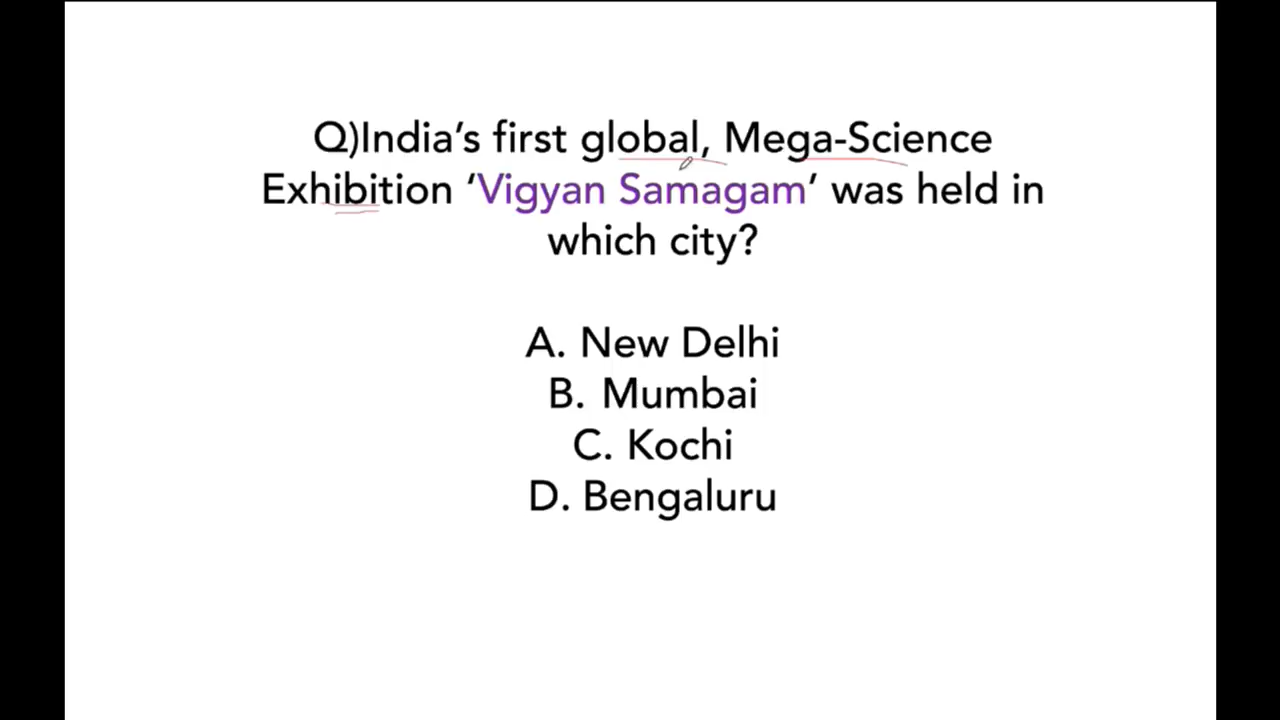 Q)India’s first global, Mega-Science
Exhibition ‘Vigyan Samagam’ was held in
which city?
A. New Delhi
B. Mumbai
C. Kochi
D. Bengaluru